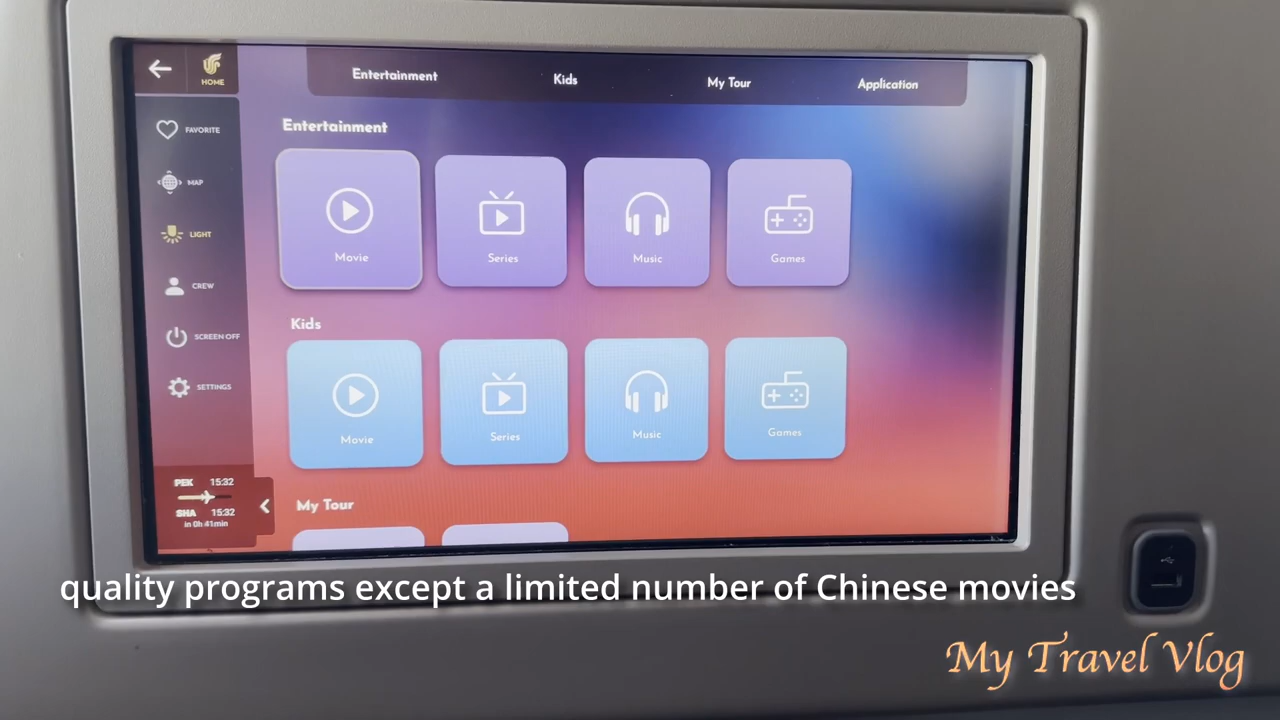 HOME
Entertainment
Kids
My Tour
Application
FAVORITE
MAP
LIGHT
CREW
SCREEN OFF
SETTINGS
Entertainment
Movie
Series
Music
Games
Kids
Movie
Series
Music
Games
My Tour
PEK 15:32
SHA 15:32
in 0h 41min
quality programs except a limited number of Chinese movies
My Travel Vlog